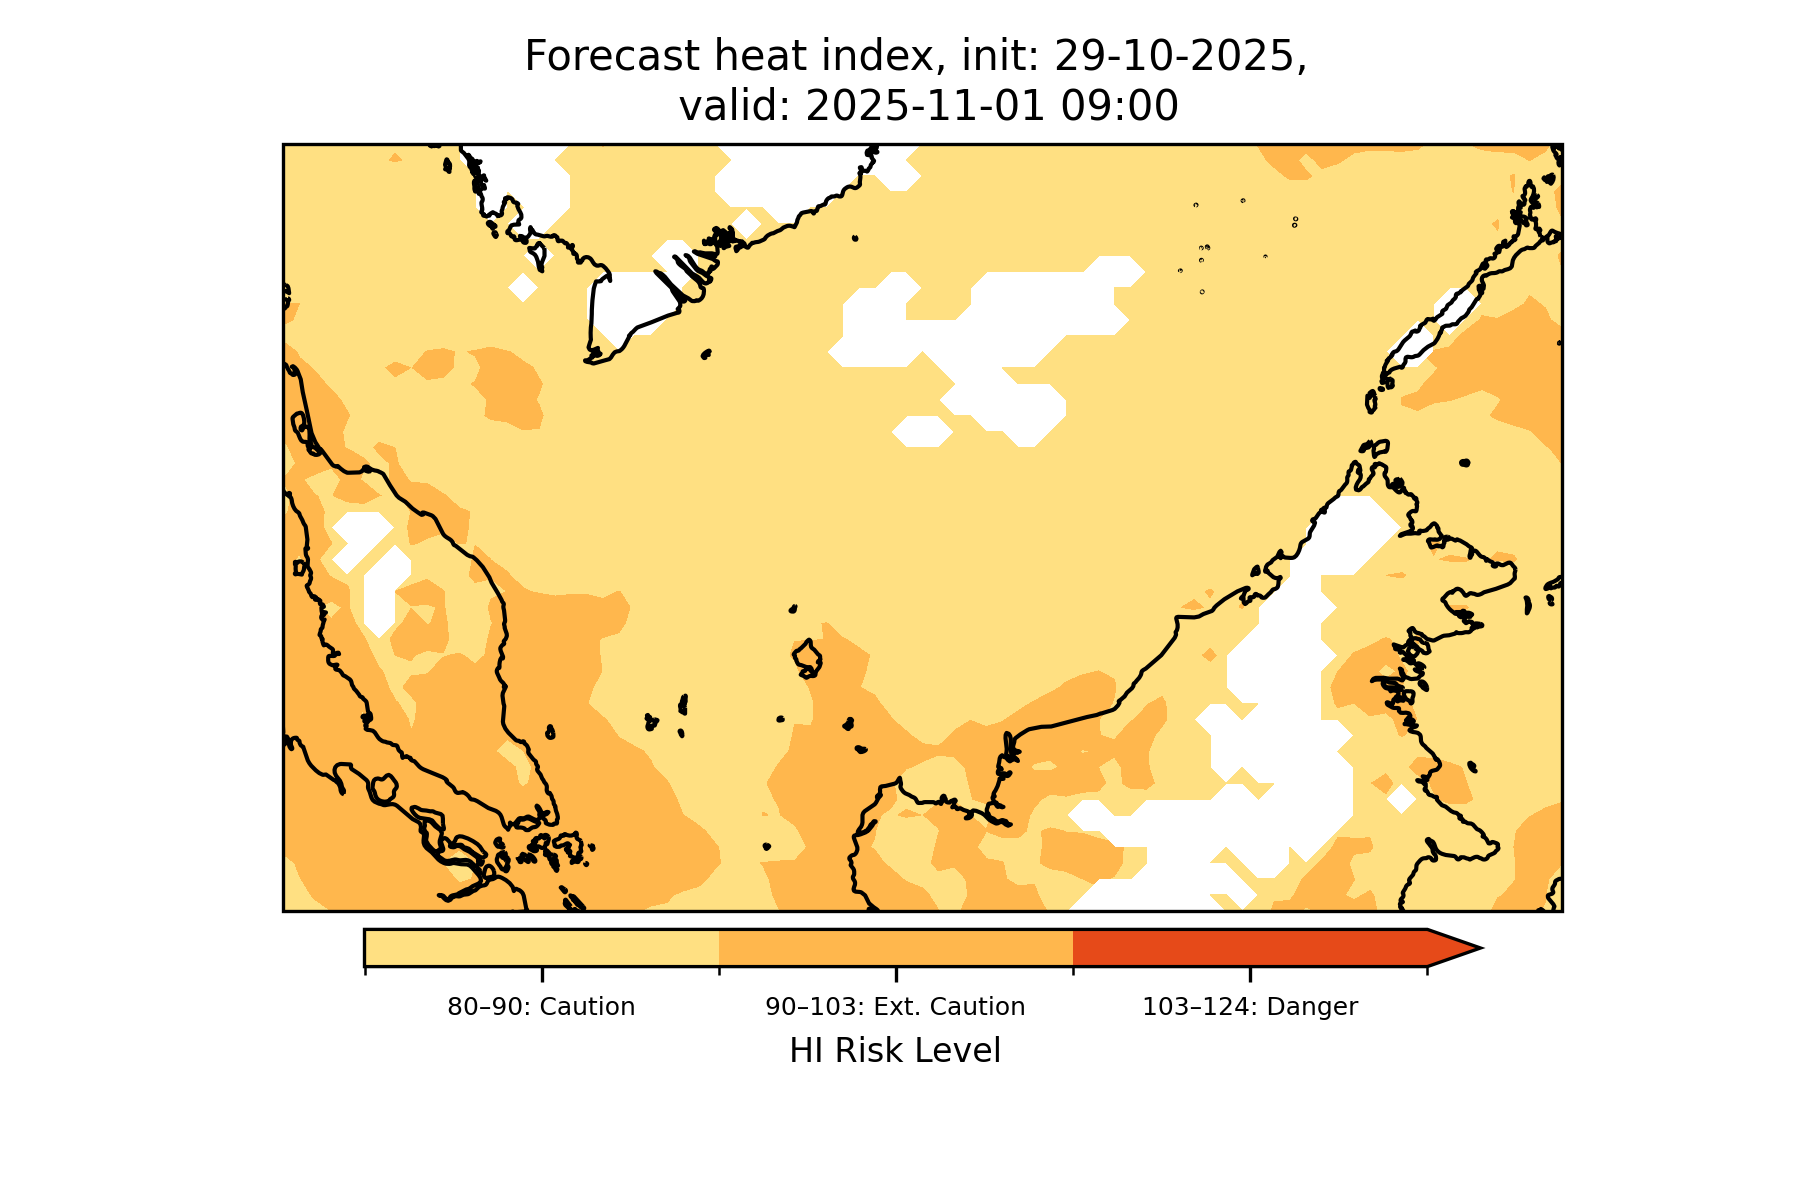 Forecast heat index, init: 29-10-2025,
valid: 2025-11-01 09:00
80–90: Caution
90–103: Ext. Caution
103–124: Danger
HI Risk Level